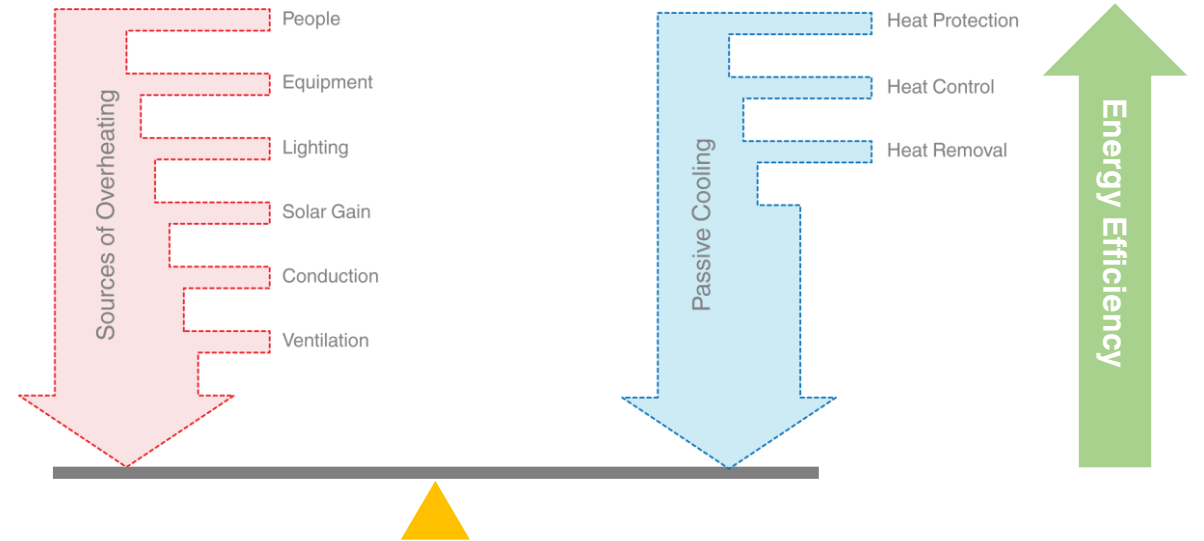 Sources of Overheating
People
Equipment
Lighting
Solar Gain
Conduction
Ventilation
Passive Cooling
Heat Protection
Heat Control
Heat Removal
Energy Efficiency